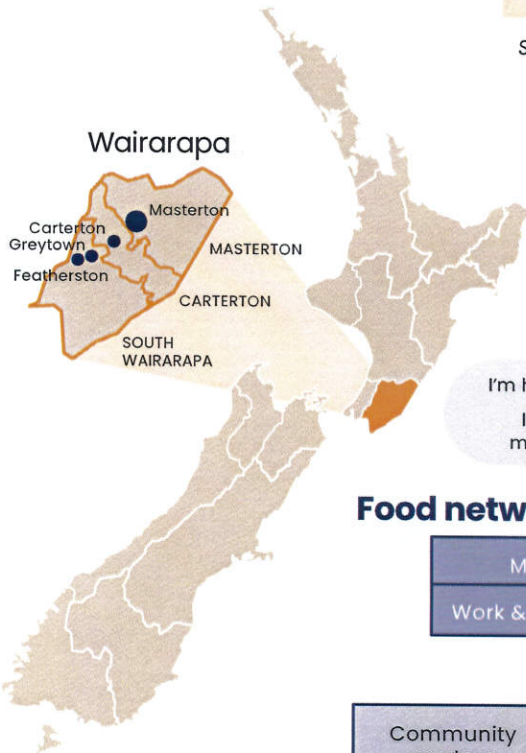 S
Wairarapa
Masterton
Carterton
Greytown
Featherston
MASTERTON
CARTERTON
SOUTH
WAIRARAPA
I'm h
I
m
Food netw
M
Work &
Community